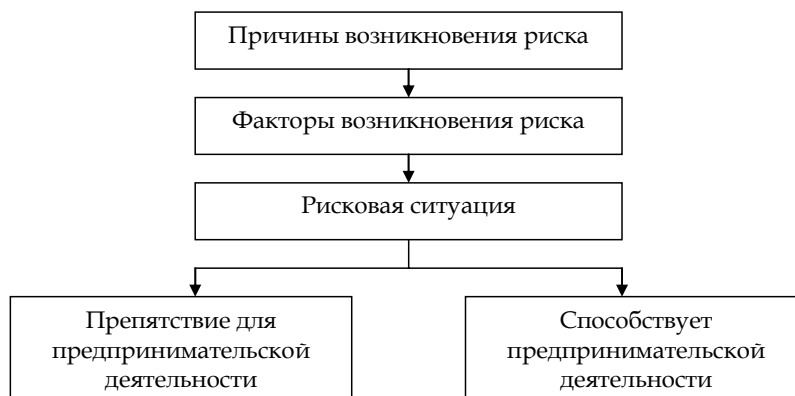 Причины возникновения риска
Факторы возникновения риска
Рисковая ситуация
Препятствие для
предпринимательской
деятельности
Способствует
предпринимательской
деятельности